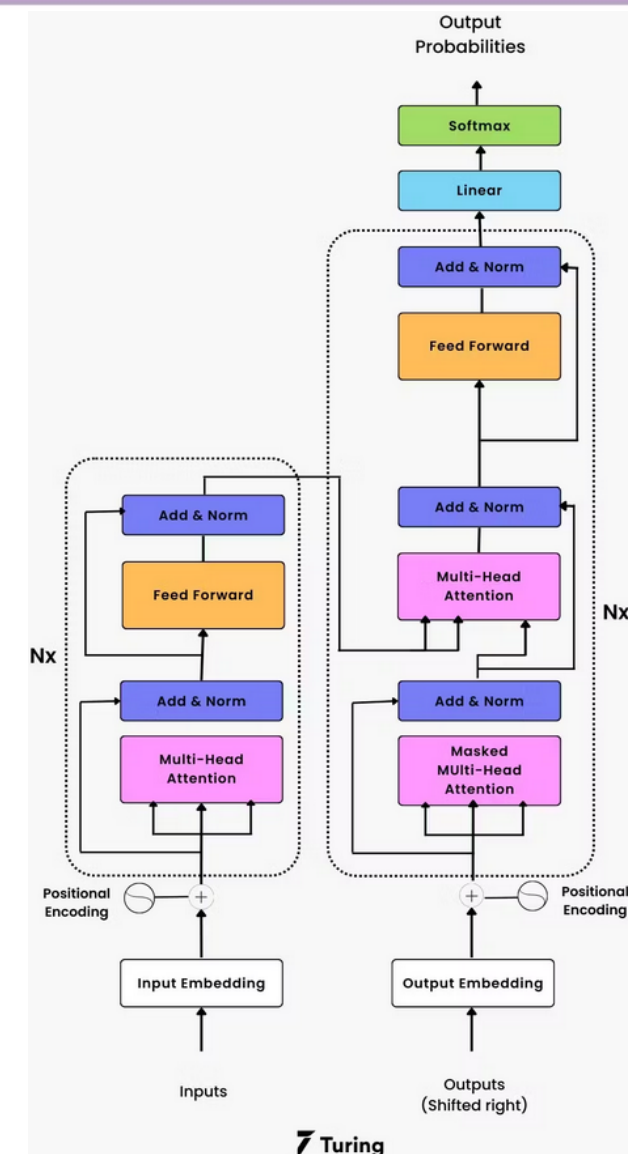 Output
Probabilities
Softmax
Linear
Add & Norm
Feed Forward
Add & Norm
Multi-Head
Attention
Nx
Add & Norm
Masked
MUlti-Head
Attention
Positional
Encoding
+
Output Embedding
Outputs
(Shifted right)
Add & Norm
Feed Forward
Nx
Add & Norm
Multi-Head
Attention
Positional
Encoding
+
Input Embedding
Inputs
Turing